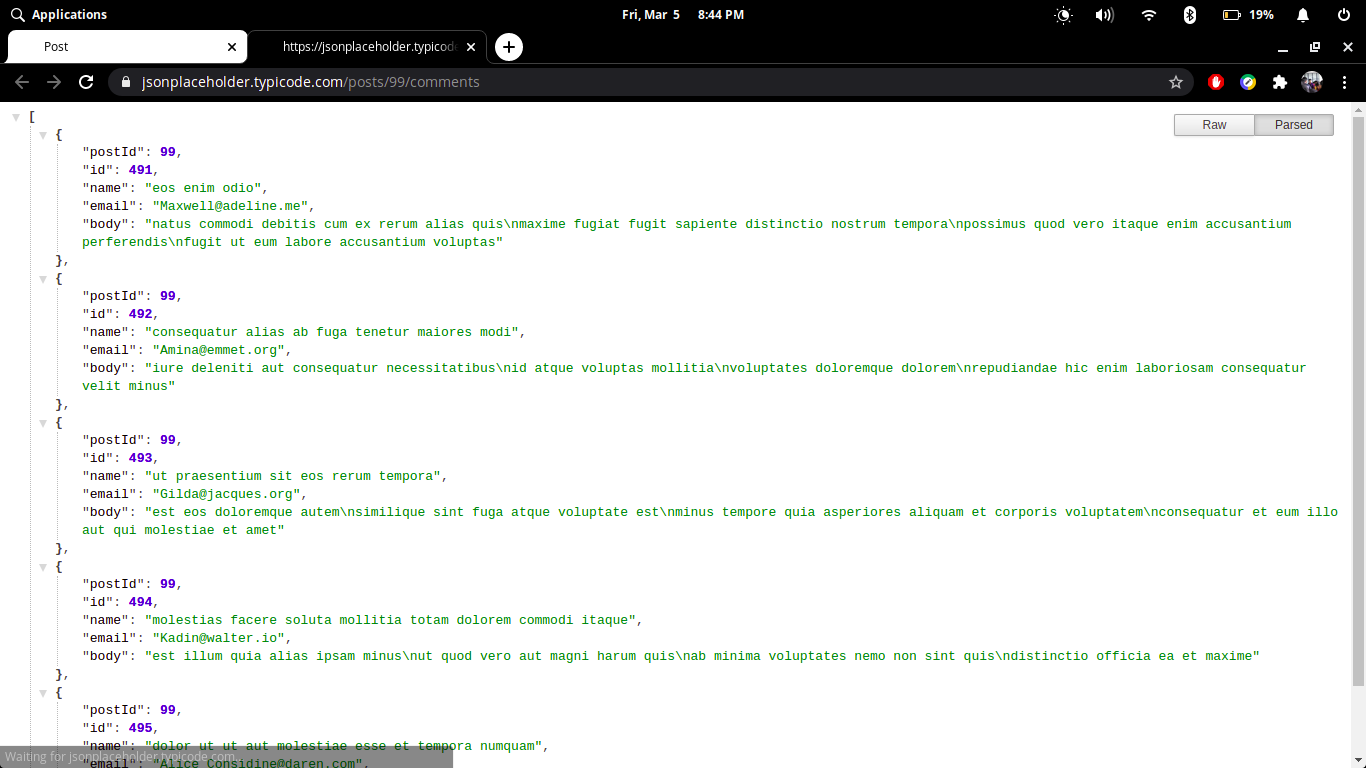 Applications
Fri, Mar 5 8:44 PM
19%
Post
https://jsonplaceholder.typicode
jsonplaceholder.typicode.com/posts/99/comments
Raw Parsed
[
{
"postId": 99,
"id": 491,
"name": "eos enim odio",
"email": "Maxwell@adeline.me",
"body": "natus commodi debitis cum ex rerum alias quis\nmaxime fugiat fugit sapiente distinctio nostrum tempora\npossimus quod vero itaque enim accusantium
perferendis\nfugit ut eum labore accusantium voluptas"
},
{
"postId": 99,
"id": 492,
"name": "consequatur alias ab fuga tenetur maiores modi",
"email": "Amina@emmet.org",
"body": "iure deleniti aut consequatur necessitatibus\nid atque voluptas mollitia\nvoluptates doloremque dolorem\nrepudiandae hic enim laboriosam consequatur
velit minus"
},
{
"postId": 99,
"id": 493,
"name": "ut praesentium sit eos rerum tempora",
"email": "Gilda@jacques.org",
"body": "est eos doloremque autem\nsimilique sint fuga atque voluptate est\nminus tempore quia asperiores aliquam et corporis voluptatem\nconsequatur et eum illo
aut qui molestiae et amet"
},
{
"postId": 99,
"id": 494,
"name": "molestias facere soluta mollitia totam dolorem commodi itaque",
"email": "Kadin@walter.io",
"body": "est illum quia alias ipsam minus\nut quod vero aut magni harum quis\nab minima voluptates nemo non sint quis\ndistinctio officia ea et maxime"
},
{
"postId": 99,
"id": 495,
"name": "dolor ut ut aut molestiae esse et tempora numquam",
"email": "Alice_Considine@daren.com",
Waiting for jsonplaceholder.typicode.com...